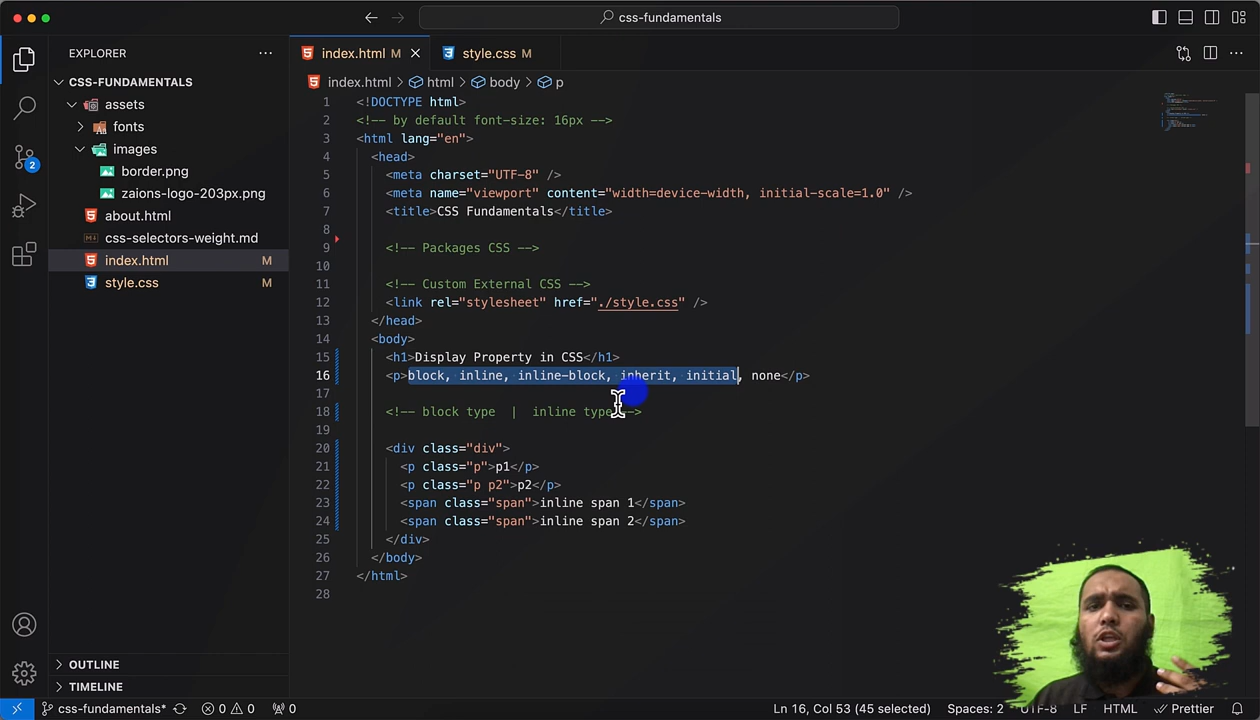 css-fundamentals
EXPLORER
CSS-FUNDAMENTALS
assets
fonts
images
border.png
zaions-logo-203px.png
about.html
css-selectors-weight.md
index.html M
style.css M
OUTLINE
TIMELINE
index.html M
style.css M
index.html > html > body > p
1 <!DOCTYPE html>
2 <!-- by default font-size: 16px -->
3 <html lang="en">
4 <head>
5 <meta charset="UTF-8" />
6 <meta name="viewport" content="width=device-width, initial-scale=1.0" />
7 <title>CSS Fundamentals</title>
8
9 <!-- Packages CSS -->
10
11 <!-- Custom External CSS -->
12 <link rel="stylesheet" href="./style.css" />
13 </head>
14 <body>
15 <h1>Display Property in CSS</h1>
16 <p>block, inline, inline-block, inherit, initial, none</p>
17
18 <!-- block type | inline type -->
19
20 <div class="div">
21 <p class="p">p1</p>
22 <p class="p p2">p2</p>
23 <span class="span">inline span 1</span>
24 <span class="span">inline span 2</span>
25 </div>
26 </body>
27 </html>
28
2
css-fundamentals* 0 0 0 Ln 16, Col 53 (45 selected) Spaces: 2 UTF-8 LF HTML Prettier